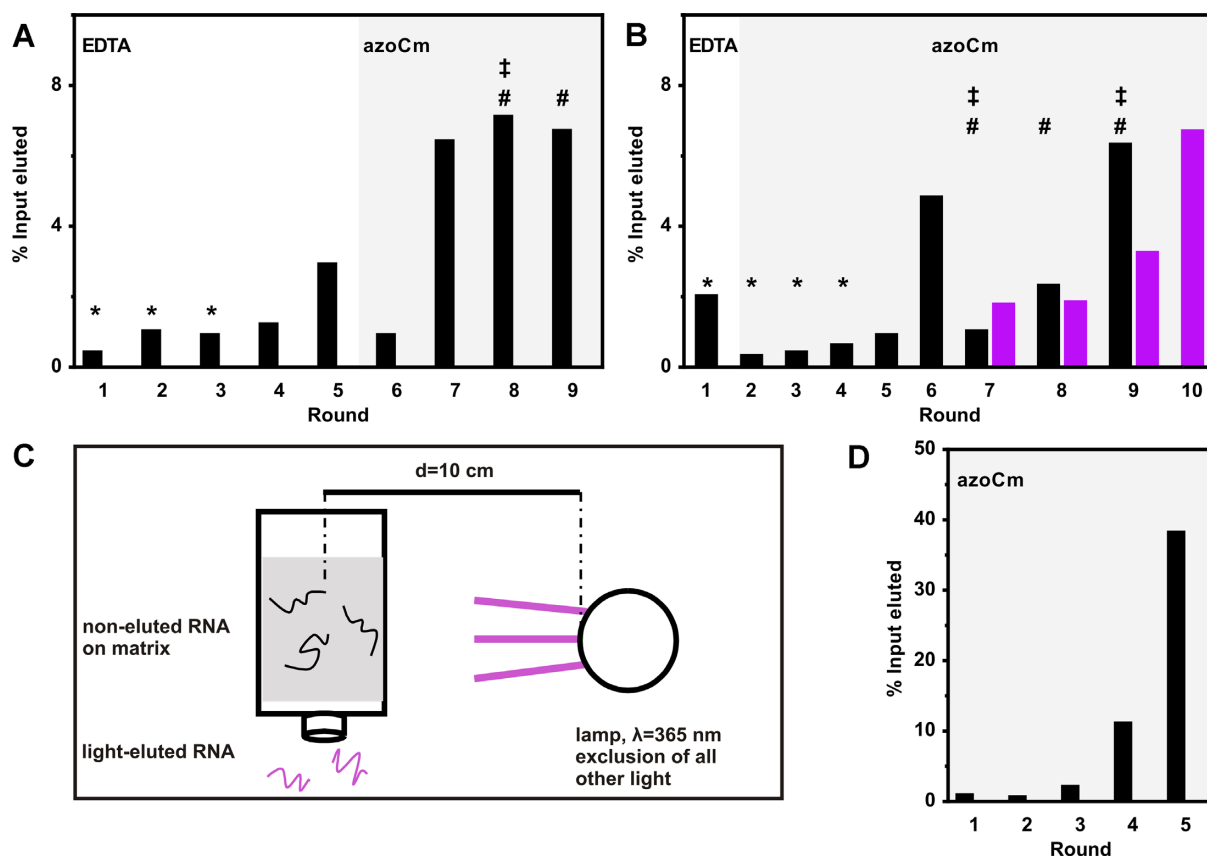 A
EDTA
azoCm
‡
# #
8
4
0
% Input eluted
* * *
1 2 3 4 5 6 7 8 9
Round
B
EDTA
azoCm
‡ ‡
# # #
8
4
0
% Input eluted
* * * *
1 2 3 4 5 6 7 8 9 10
Round
C
d=10 cm
non-eluted RNA
on matrix
light-eluted RNA
lamp, λ=365 nm
exclusion of all
other light
D
azoCm
50
40
30
20
10
0
% Input eluted
1 2 3 4 5
Round